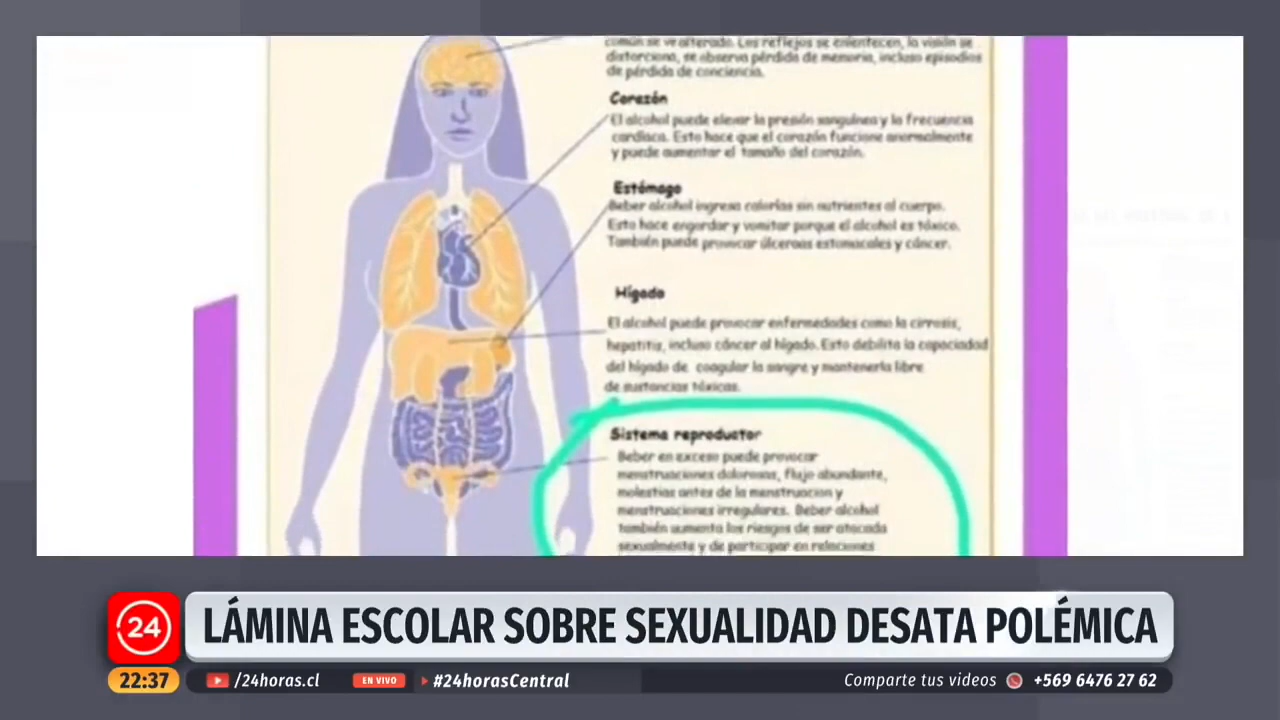 común se ve alterado. Los reflejos se enlentecen, la visión se
distorciona, se observa pérdida de memoria, incluso episodios
de pérdida de conciencia.
Corazón
El alcohol puede elevar la presión sanguínea y la frecuencia
cardíaca. Esto hace que el corazón funcione anormalmente
y puede aumentar el tamaño del corazón.
Estómago
Beber alcohol ingresa calorías sin nutrientes al cuerpo.
Esto hace engordar y vomitar porque el alcohol es tóxico.
También puede provocar úlceras estomacales y cáncer.
Hígado
El alcohol puede provocar enfermedades como la cirrosis,
hepatitis, incluso cáncer al hígado. Esto debilita la capacidad
del hígado de coagular la sangre y mantenerla libre
de sustancias tóxicas.
Sistema reproductor
Beber en exceso puede provocar
menstruaciones dolorosas, flujo abundante,
molestias antes de la menstruacion y
menstruaciones irregulares. Beber alcohol
también aumenta los riesgos de ser atacada
sexualmente y de participar en relaciones
24
LÁMINA ESCOLAR SOBRE SEXUALIDAD DESATA POLÉMICA
22:37 /24horas.cl EN VIVO #24horasCentral Comparte tus videos +569 6476 27 62